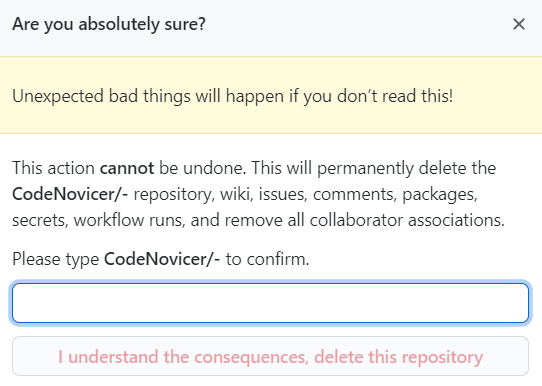 Are you absolutely sure?
Unexpected bad things will happen if you don’t read this!
This action cannot be undone. This will permanently delete the
CodeNovicer/- repository, wiki, issues, comments, packages,
secrets, workflow runs, and remove all collaborator associations.
Please type CodeNovicer/- to confirm.
I understand the consequences, delete this repository